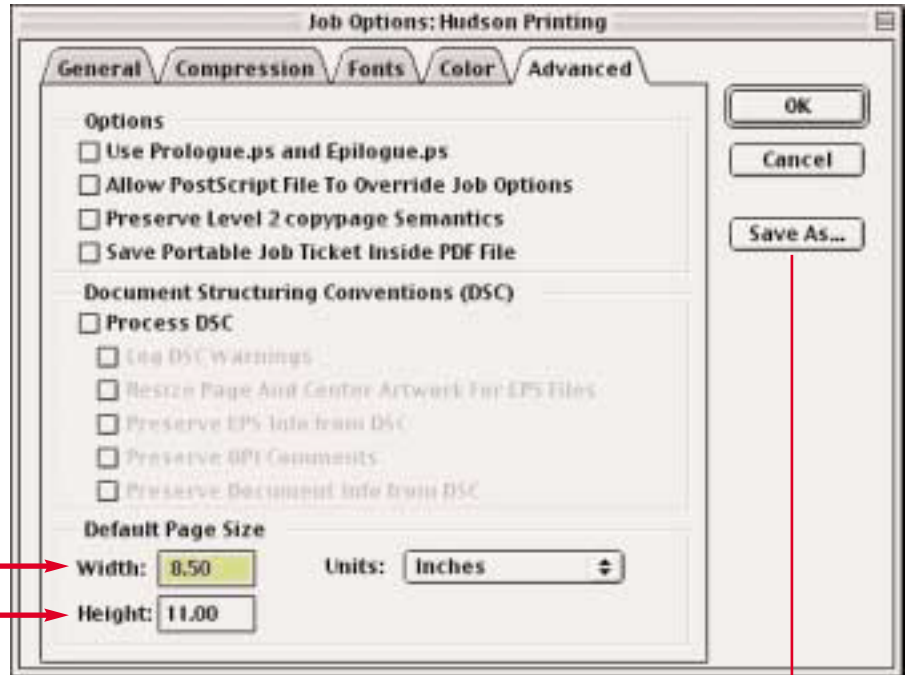 Job Options: Hudson Printing
General Compression Fonts Color Advanced
OK
Cancel
Save As...
Options
Use Prologue.ps and Epilogue.ps
Allow PostScript File To Override Job Options
Preserve Level 2 copypage Semantics
Save Portable Job Ticket Inside PDF File
Document Structuring Conventions (DSC)
Process DSC
Log DSC Warnings
Resize Page And Center Artwork For EPS Files
Preserve EPS Info from DSC
Preserve OPI Comments
Preserve Document Info from DSC
Default Page Size
Width: 8.50 Units: Inches
Height: 11.00